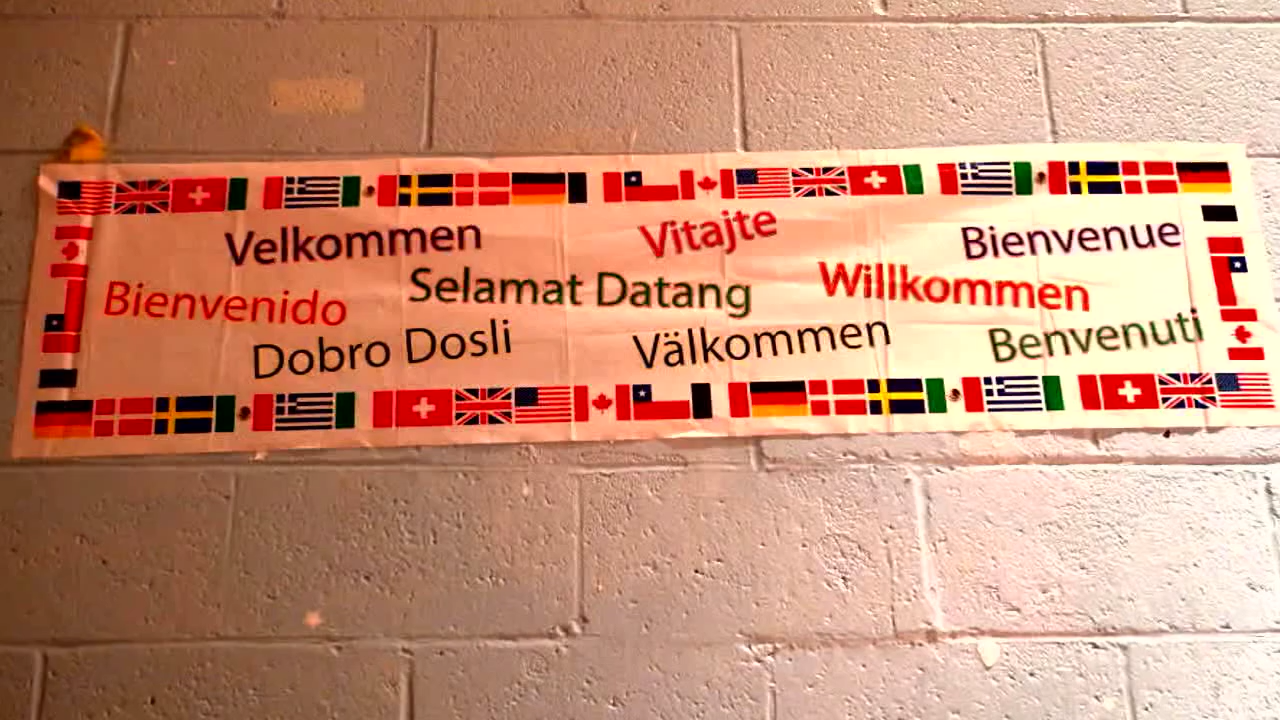 Velkommen Vitajte Bienvenue
Bienvenido Selamat Datang Willkommen
Dobro Dosli Välkommen Benvenuti